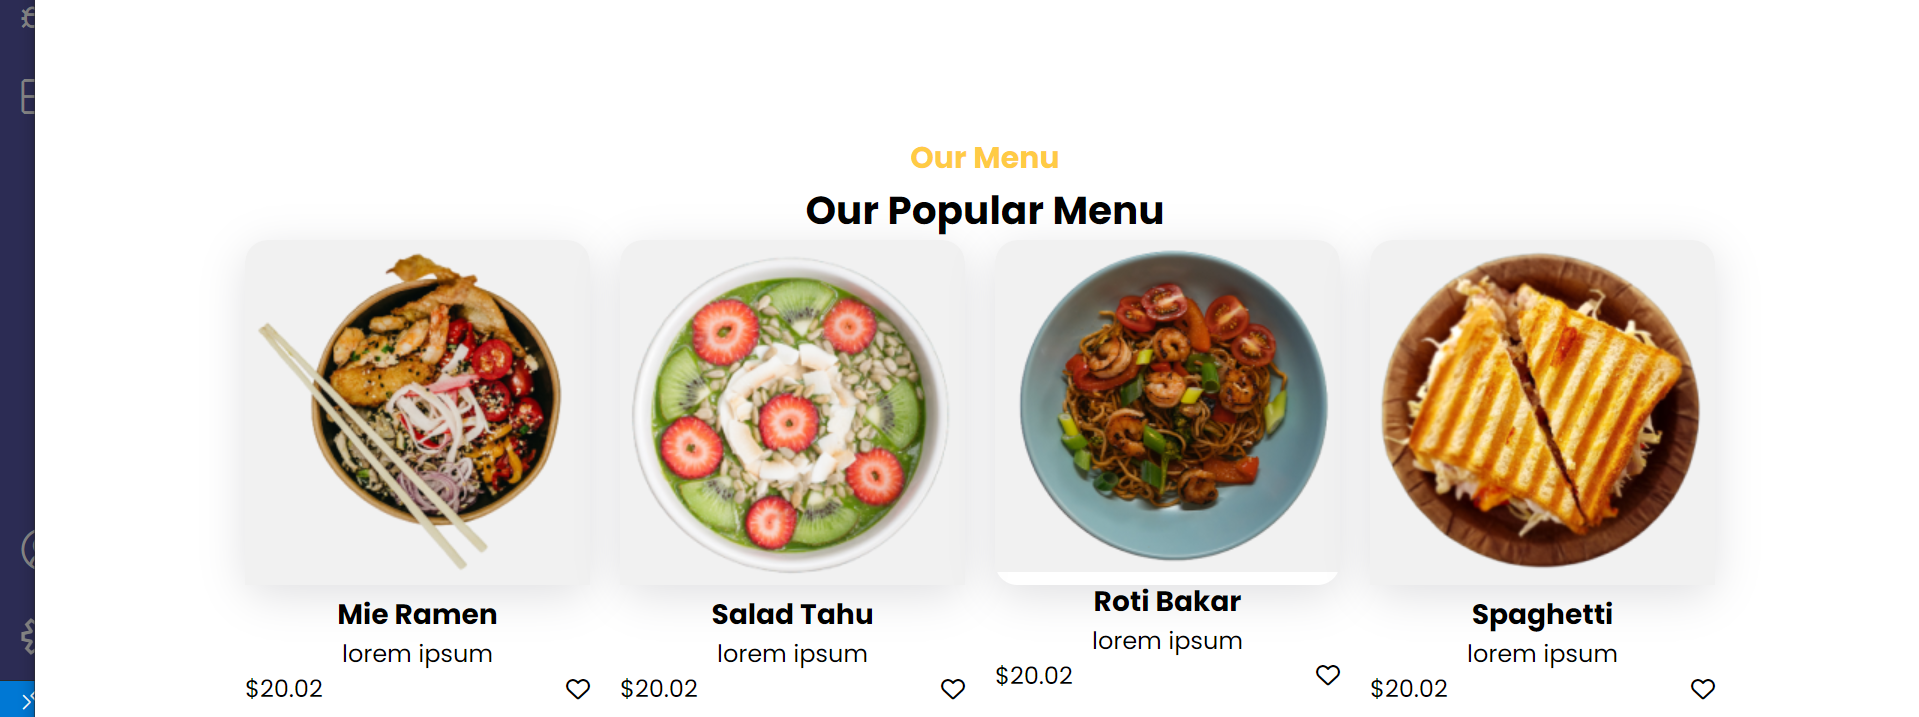 Our Menu
Our Popular Menu
Mie Ramen
lorem ipsum
$20.02
Salad Tahu
lorem ipsum
$20.02
Roti Bakar
lorem ipsum
$20.02
Spaghetti
lorem ipsum
$20.02